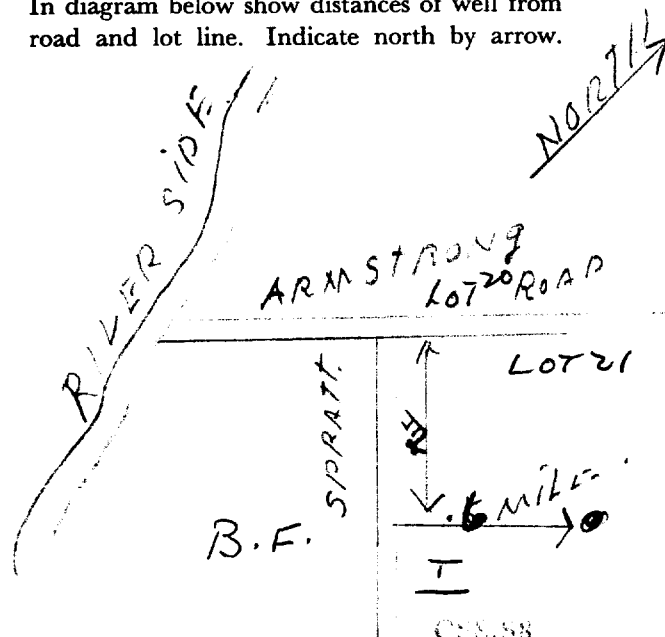 In diagram below show distances of well from
road and lot line. Indicate north by arrow.
NORTH
RIVER SIDE
ARMSTRONG
LOT 20 ROAD
LOT 21
SPRATT.
MILE.
B.F.
I